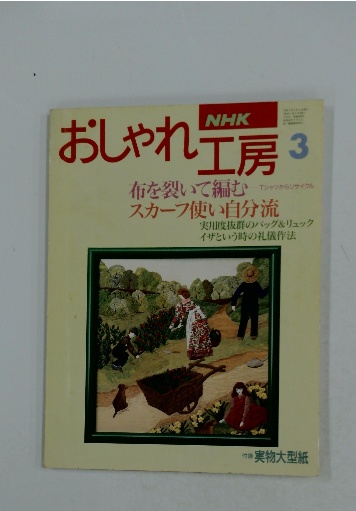 NHK
おしゃれ工房
3
布を裂いて編む Tシャツからリサイクル
スカーフ使い自分流
実用度抜群のバッグ&リュック
イザという時の礼儀作法
付録 実物大型紙